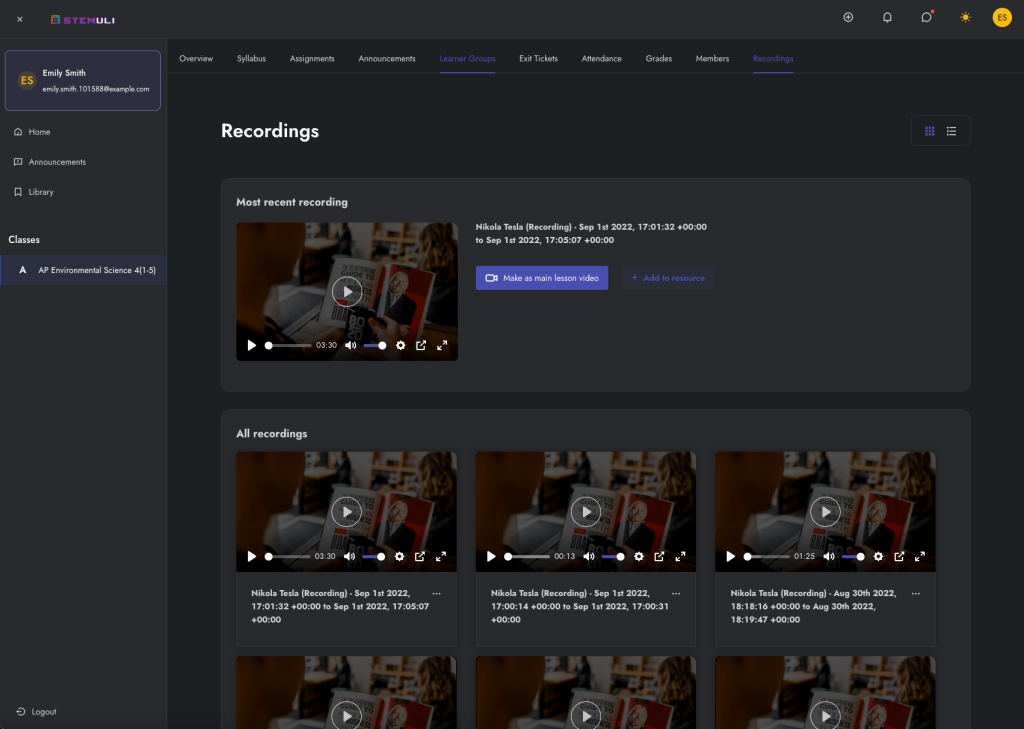 STEMULI
ES
ES
Emily Smith
emily.smith.101588@example.com
Home
Announcements
Library
Classes
A AP Environmental Science 4(1-5)
Logout
Overview Syllabus Assignments Announcements Learner Groups Exit Tickets Attendance Grades Members Recordings
Recordings
Most recent recording
GUIDE TO
03:30
Nikola Tesla (Recording) - Sep 1st 2022, 17:01:32 +00:00
to Sep 1st 2022, 17:05:07 +00:00
Make as main lesson video
+ Add to resource
All recordings
03:30
Nikola Tesla (Recording) - Sep 1st 2022,
17:01:32 +00:00 to Sep 1st 2022, 17:05:07
+00:00
00:13
Nikola Tesla (Recording) - Sep 1st 2022,
17:00:14 +00:00 to Sep 1st 2022, 17:00:31
+00:00
01:25
Nikola Tesla (Recording) - Aug 30th 2022,
18:18:16 +00:00 to Aug 30th 2022,
18:19:47 +00:00